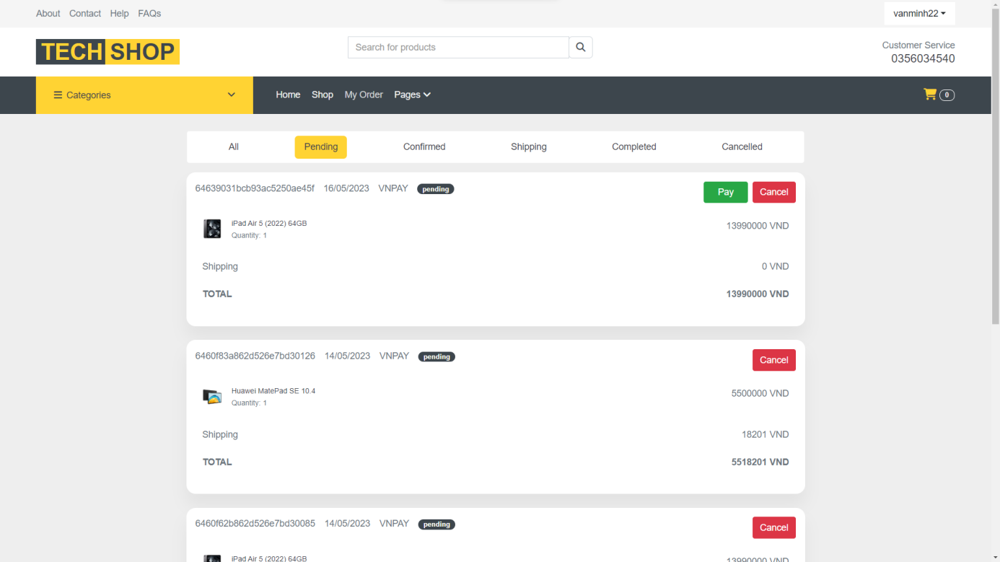 About Contact Help FAQs vanminh22
TECH SHOP
Search for products
Customer Service
0356034540
Categories
Home Shop My Order Pages 0
All Pending Confirmed Shipping Completed Cancelled
64639031bcb93ac5250ae45f 16/05/2023 VNPAY pending Pay Cancel
iPad Air 5 (2022) 64GB
Quantity: 1
13990000 VND
Shipping 0 VND
TOTAL 13990000 VND
6460f83a862d526e7bd30126 14/05/2023 VNPAY pending Cancel
Huawei MatePad SE 10.4
Quantity: 1
5500000 VND
Shipping 18201 VND
TOTAL 5518201 VND
6460f62b862d526e7bd30085 14/05/2023 VNPAY pending Cancel
iPad Air 5 (2022) 64GB
13990000 VND